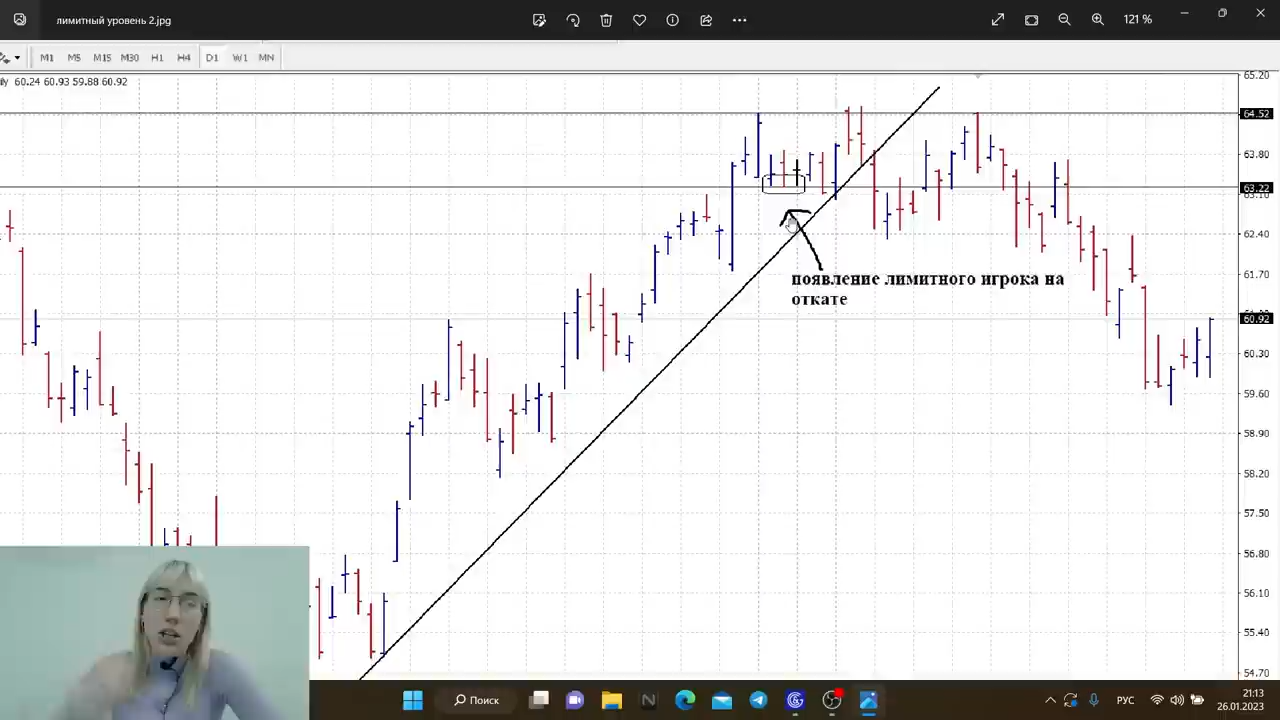 лимитный уровень 2.jpg
121 %
M1 M5 M15 M30 H1 H4 D1 W1 MN
60.24 60.93 59.88 60.92
65.20
64.52
63.80
63.22
62.40
61.70
60.92
60.30
59.60
58.90
58.20
57.50
56.80
56.10
55.40
54.70
появление лимитного игрока на
откате
Поиск
РУС
21:13
26.01.2023